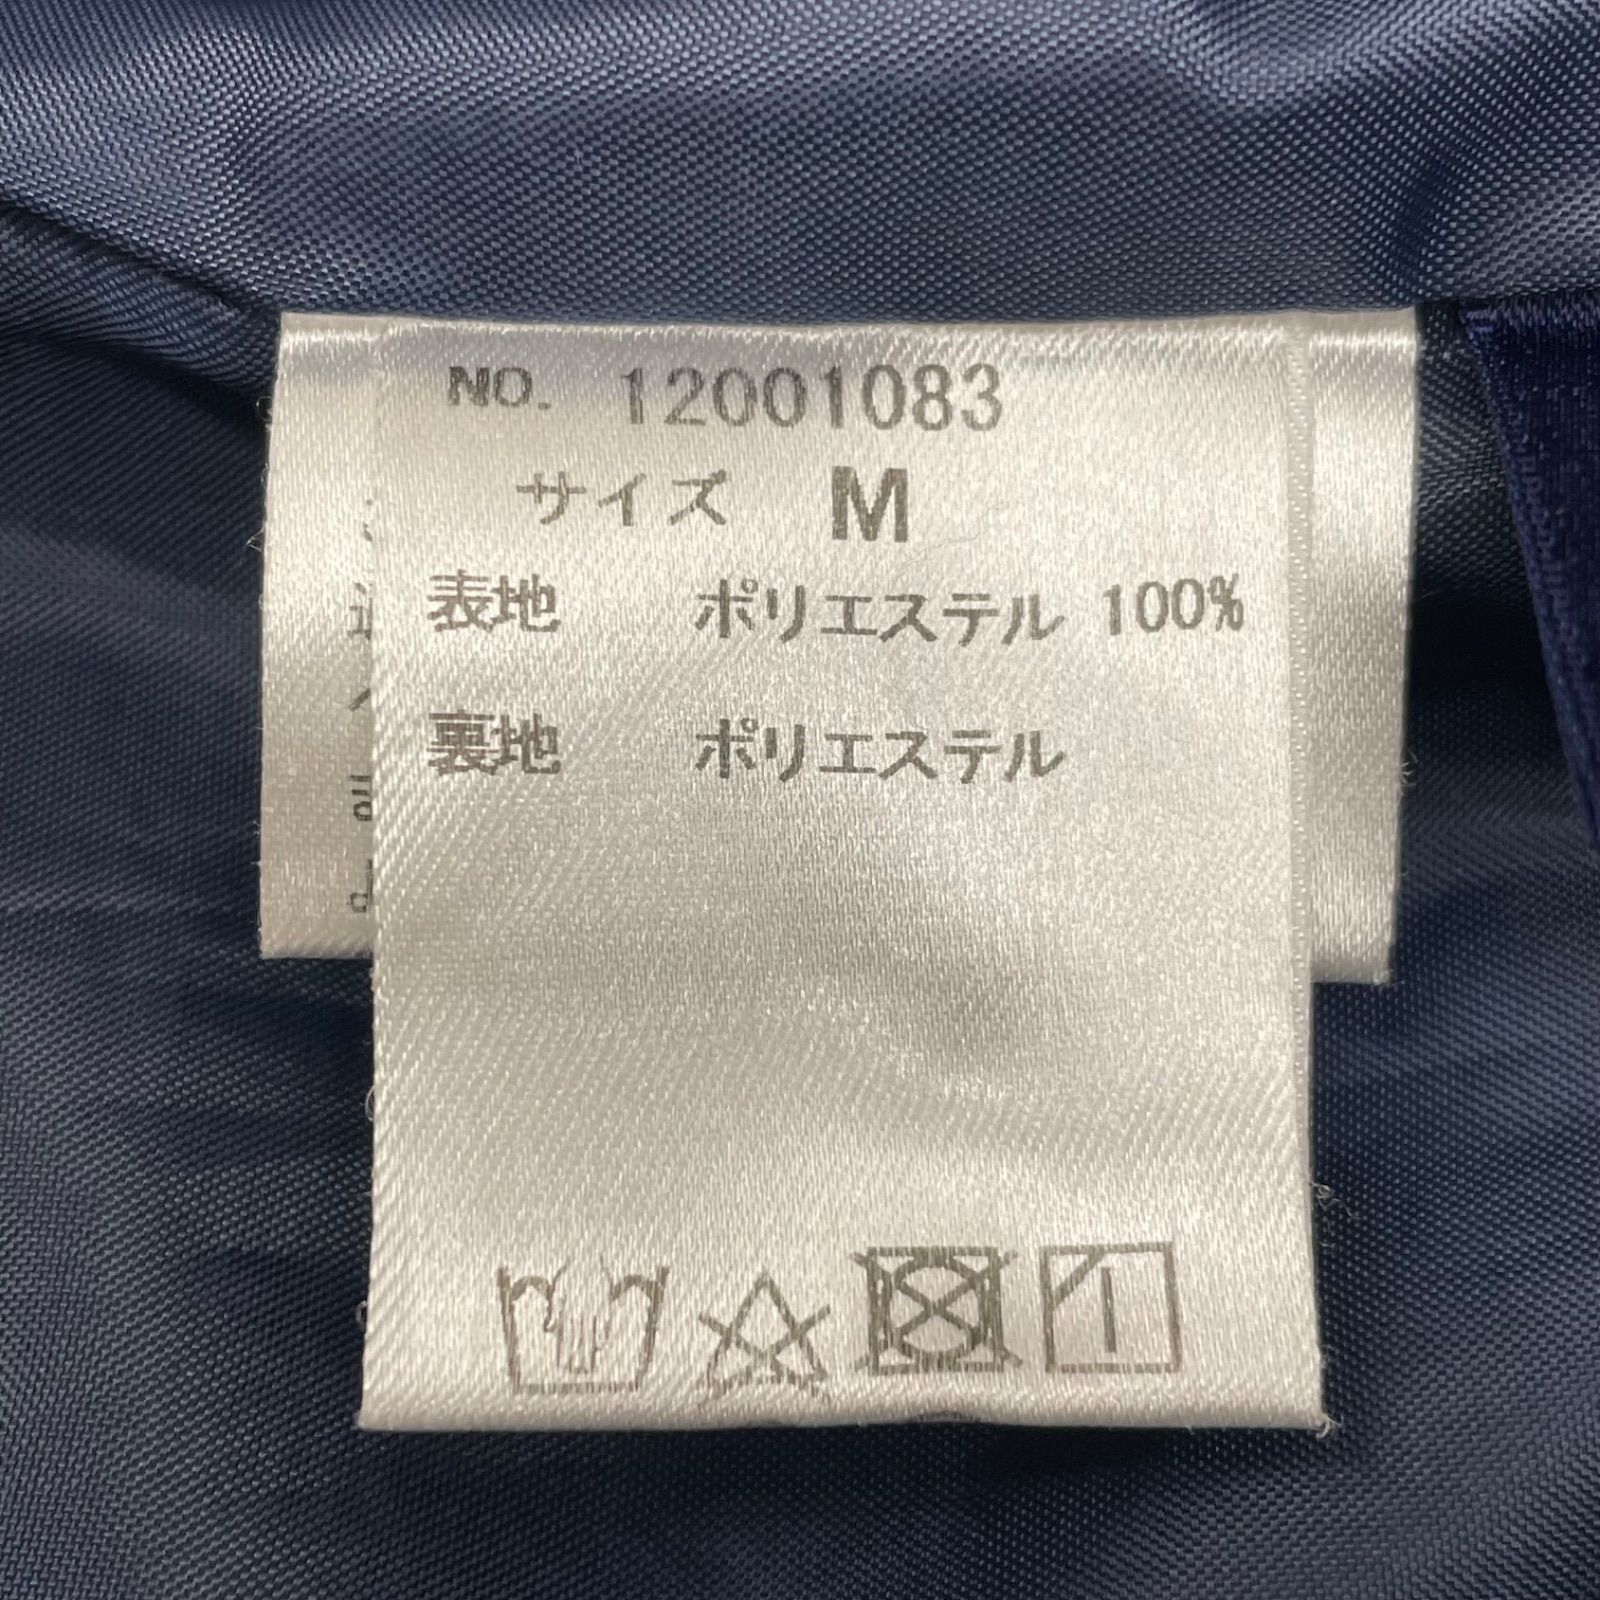 NO. 12001083
サイズ M
表地 ポリエステル 100%
裏地 ポリエステル